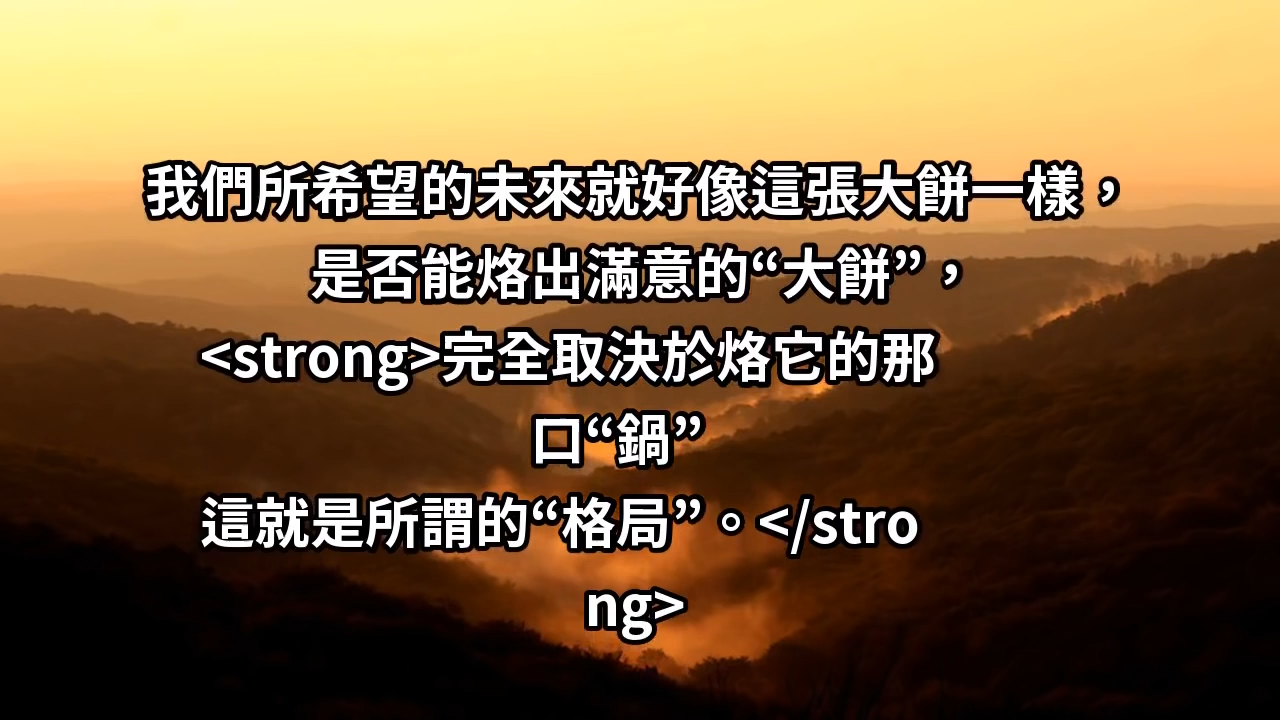 我們所希望的未來就好像這張大餅一樣，
是否能烙出滿意的“大餅”，
<strong>完全取決於烙它的那
口“鍋”
這就是所謂的“格局”。</stro
ng>